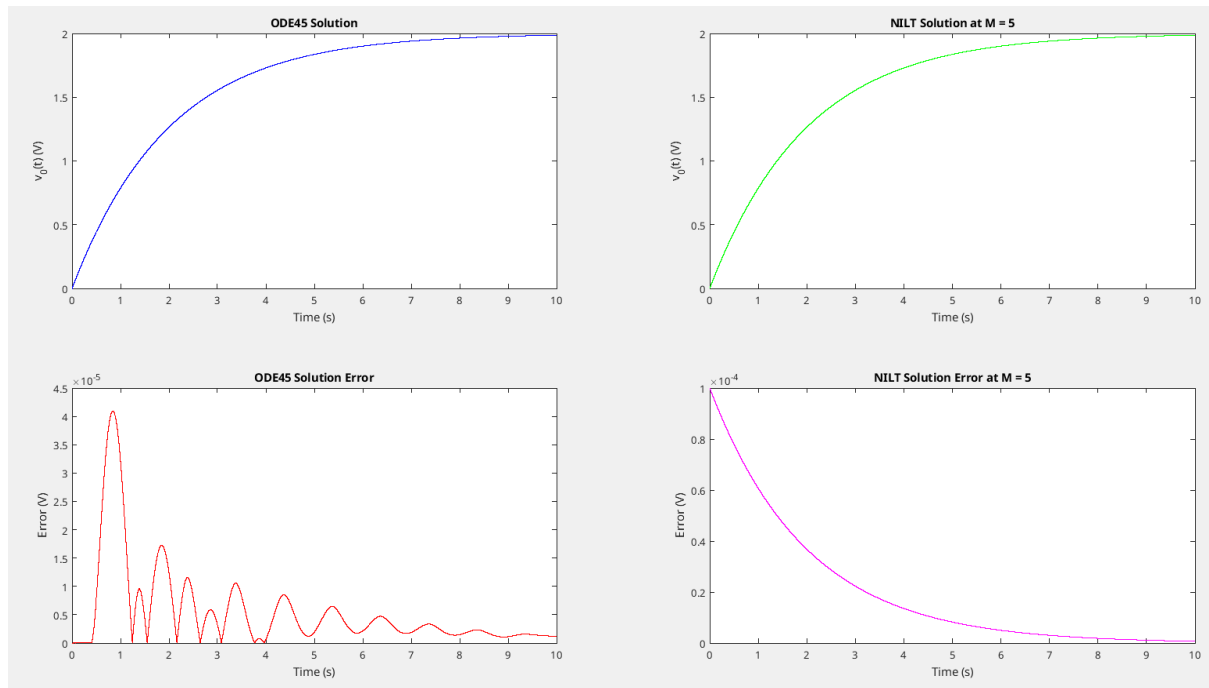 ODE45 Solution
2
1.5
1
0.5
0
v0(t) (V)
0 1 2 3 4 5 6 7 8 9 10
Time (s)
NILT Solution at M = 5
2
1.5
1
0.5
0
v0(t) (V)
0 1 2 3 4 5 6 7 8 9 10
Time (s)
ODE45 Solution Error
×10-5
4.5
4
3.5
3
2.5
2
1.5
1
0.5
0
Error (V)
0 1 2 3 4 5 6 7 8 9 10
Time (s)
NILT Solution Error at M = 5
×10-4
1
0.8
0.6
0.4
0.2
0
Error (V)
0 1 2 3 4 5 6 7 8 9 10
Time (s)